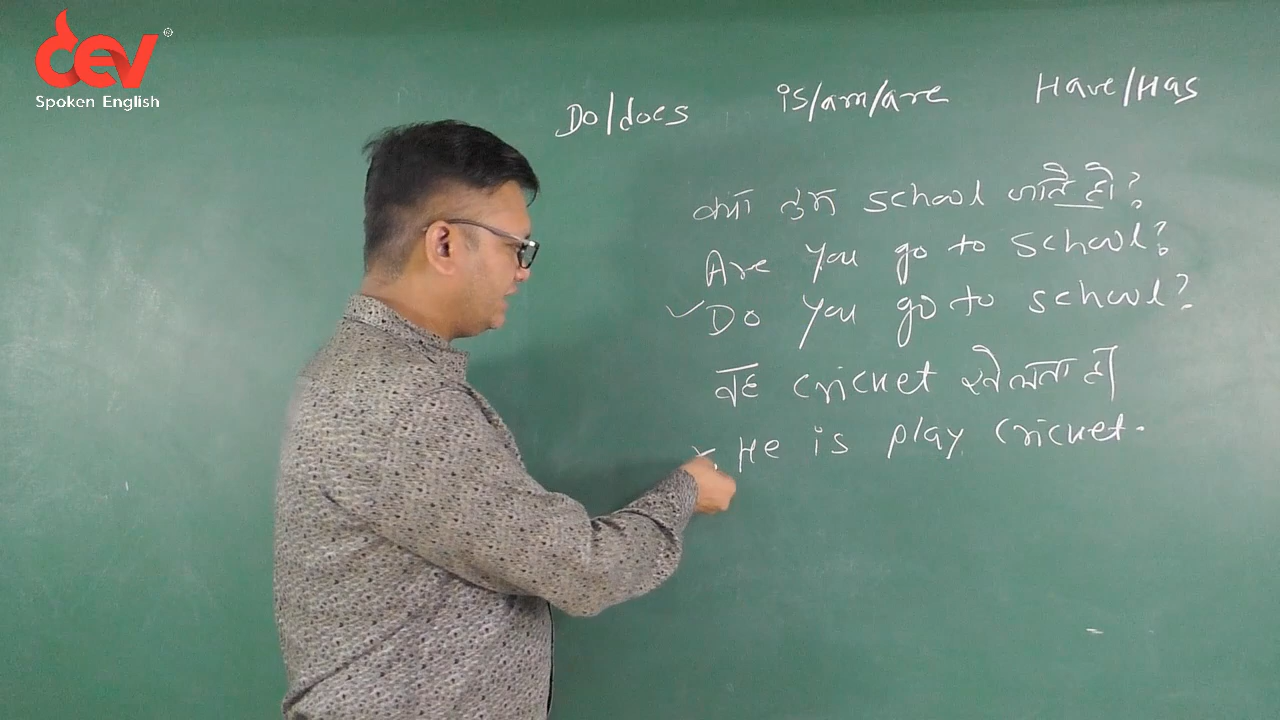 dev
Spoken English
Do/does is/am/are Have/Has
क्या तुम school जाते हो?
Are you go to school?
✓ Do you go to school?
वह cricket खेलता है।
He is play cricket.